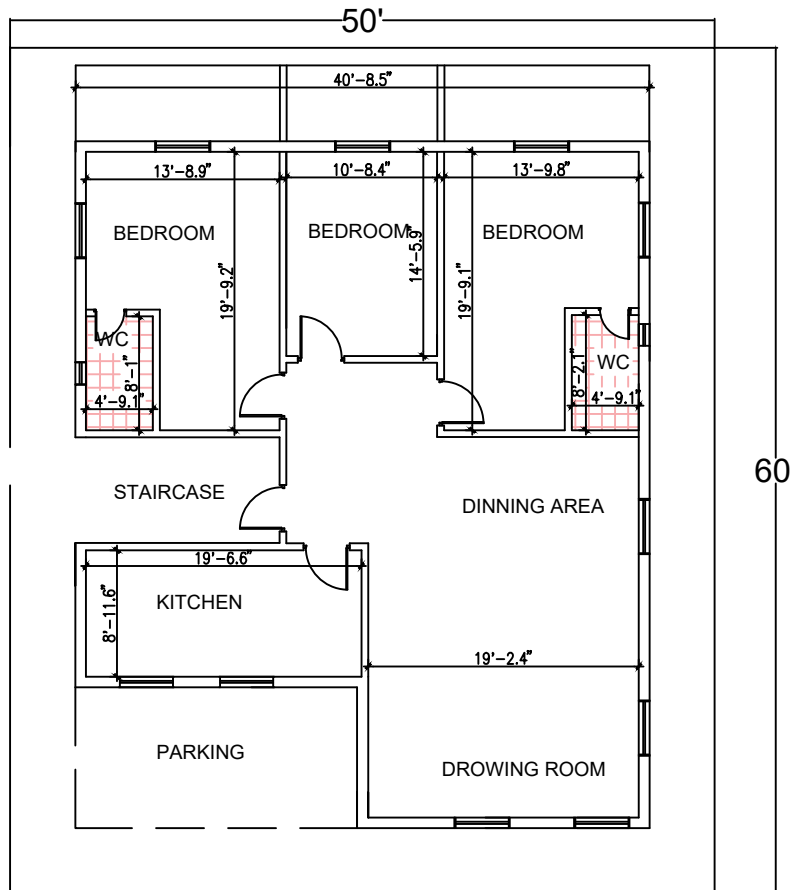 50'
40'-8.5"
13'-8.9"
10'-8.4"
13'-9.8"
BEDROOM
BEDROOM
BEDROOM
19'-9.2"
14'-5.9"
19'-9.1"
WC
8'-1"
4'-9.1"
WC
8'-2.1"
4'-9.1"
60
STAIRCASE
DINNING AREA
19'-6.6"
KITCHEN
8'-11.6"
19'-2.4"
PARKING
DROWING ROOM